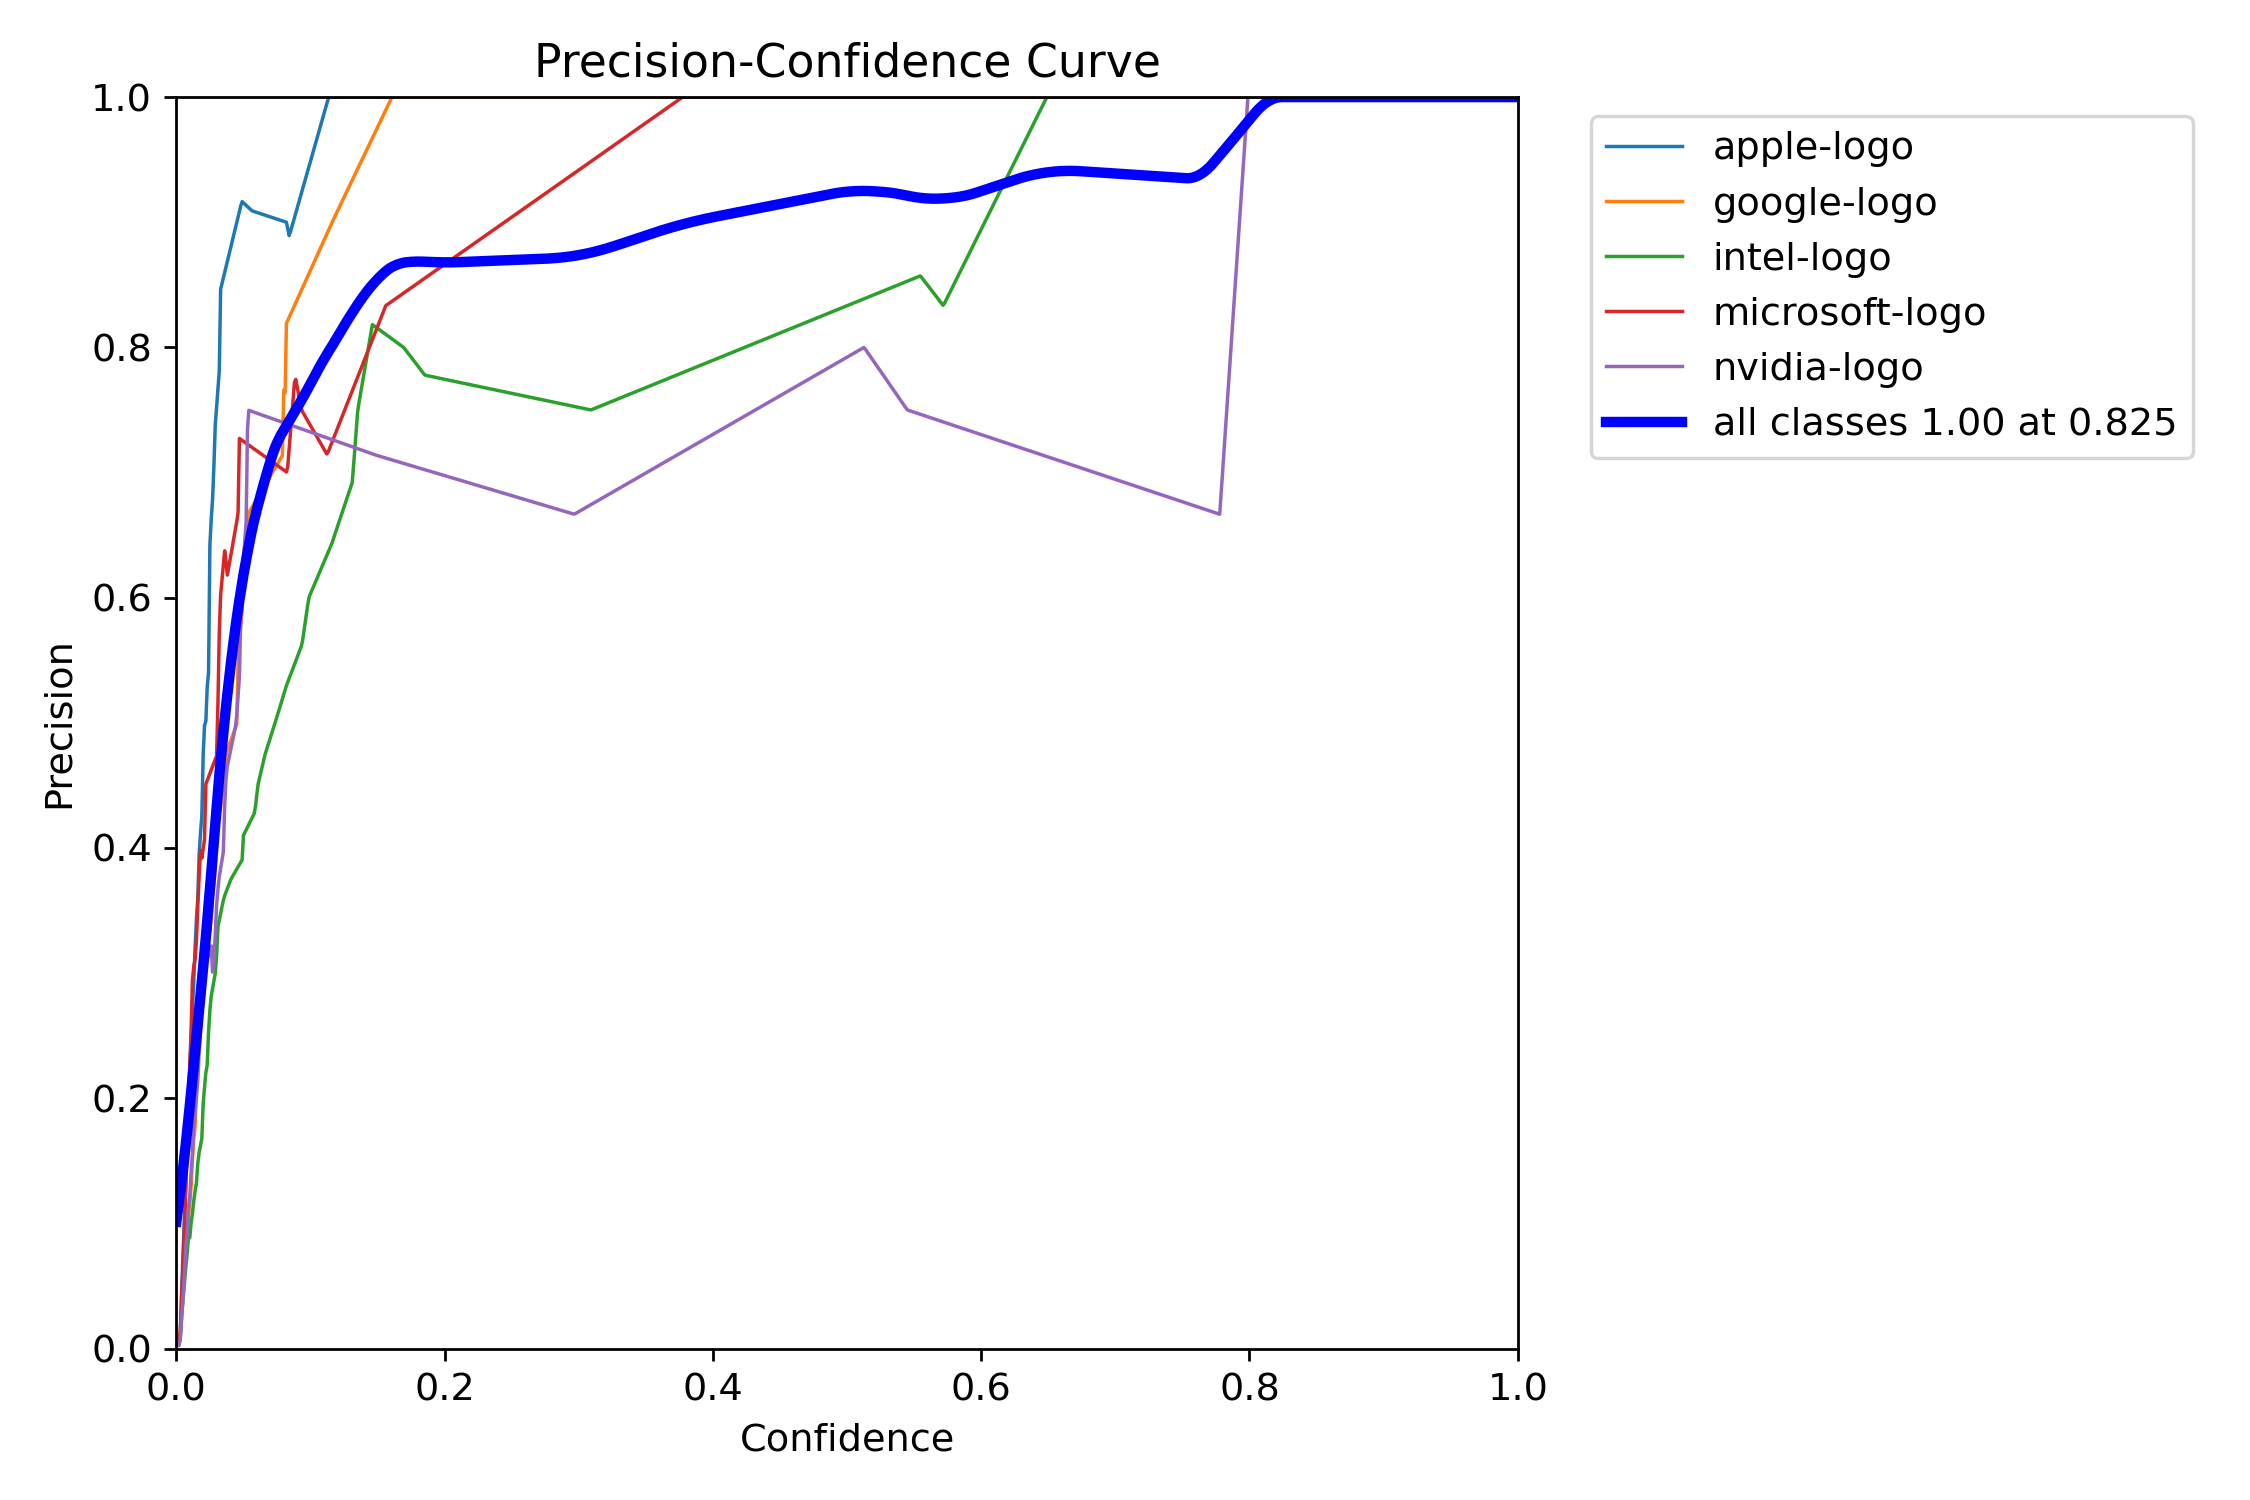 Precision-Confidence Curve
1.0
0.8
0.6
0.4
0.2
0.0
Precision
0.0 0.2 0.4 0.6 0.8 1.0
Confidence
apple-logo
google-logo
intel-logo
microsoft-logo
nvidia-logo
all classes 1.00 at 0.825